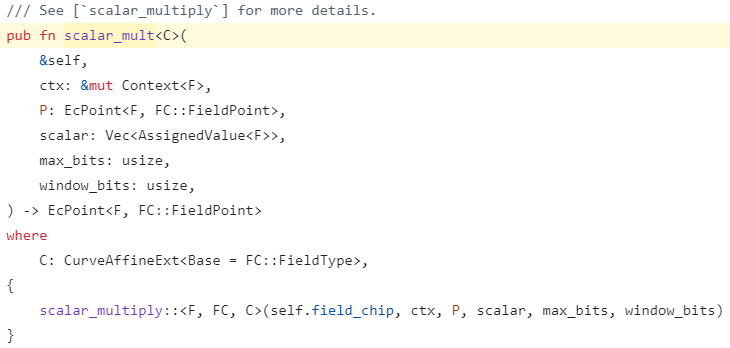 /// See [`scalar_multiply`] for more details.
pub fn scalar_mult<C>(
    &self,
    ctx: &mut Context<F>,
    P: EcPoint<F, FC::FieldPoint>,
    scalar: Vec<AssignedValue<F>>,
    max_bits: usize,
    window_bits: usize,
) -> EcPoint<F, FC::FieldPoint>
where
    C: CurveAffineExt<Base = FC::FieldType>,
{
    scalar_multiply::<F, FC, C>(self.field_chip, ctx, P, scalar, max_bits, window_bits)
}